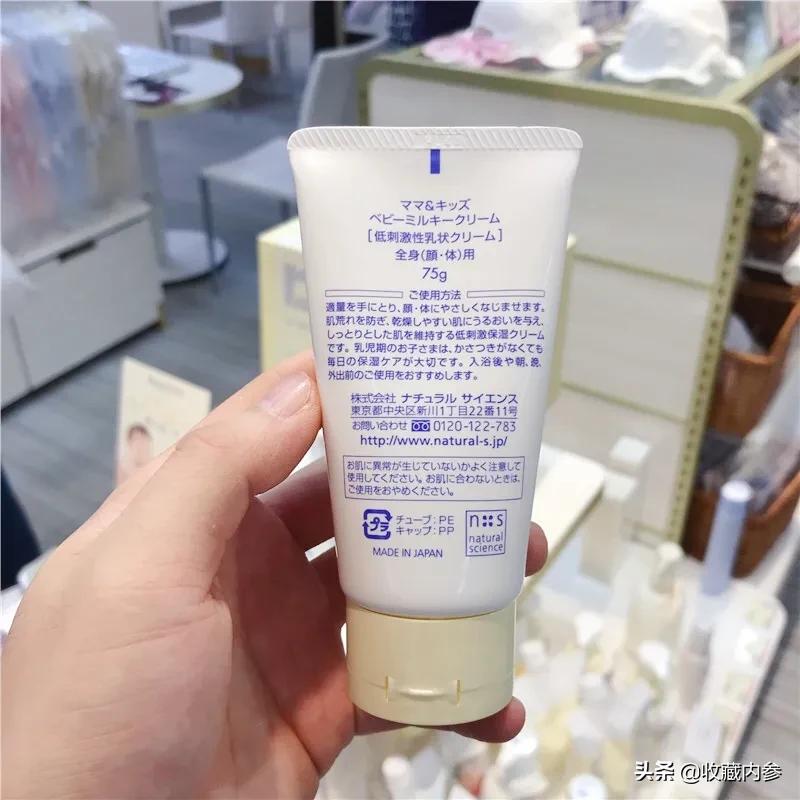 ママ&キッズ
ベビーミルキークリーム
［低刺激性乳状クリーム］
全身(顔・体)用
75g
ご使用方法
適量を手にとり、顔・体にやさしくなじませます。
肌荒れを防ぎ、乾燥しやすい肌にうるおいを与え、
しっとりとした肌を維持する低刺激保湿クリーム
です。乳児期のお子さまは、かさつきがなくても
毎日の保湿ケアが大切です。入浴後や朝、晩、
外出前のご使用をおすすめします。
株式会社 ナチュラル サイエンス
東京都中央区新川1丁目22番11号
お問い合わせ 0120-122-783
http://www.natural-s.jp/
お肌に異常が生じていないかよく注意して
使用してください。お肌に合わないときは、
ご使用をおやめください。
プラ
チューブ:PE
キャップ:PP
MADE IN JAPAN
n s
natural
science
头条 @收藏内参